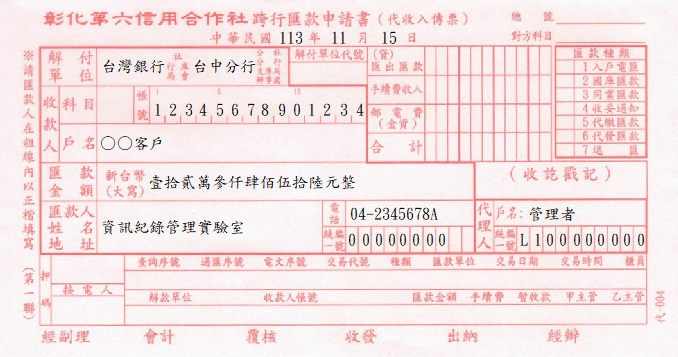 彰化第六信用合作社 跨行匯款申請書（代收入傳票） 總號
中華民國 113 年 11 月 15 日 對方科目
解付單位 台灣銀行 社行局 庫會 台中分行 分分支辦 社行庫事處局處 解付單位代號 (貸) 匯款種類
匯出匯款 1入戶電匯
收款人 科目 帳號 1 5 10 手續費收入 2國庫匯款
12345678901234 3同業匯款
郵電費(金資) 4收妥通知
5代繳匯款
戶名 ○○客戶 合計 6代發匯款
7退匯
匯款金額 新台幣(大寫) 壹拾貳萬參仟肆佰伍拾陸元整 (收訖戳記)
匯款人姓名地址 資訊紀錄管理實驗室 電話 04-2345678A 代理人 戶名: 管理者
統編一號 00000000 統編一號 L100000000
押碼 查詢序號 通匯序號 電文序號 交易代號 種類 匯款單位 交易日期 交易時間 櫃員
接電人 解款單位 收款人帳號 匯款金額 手續費 暫收款 甲主管 乙主管
經副理 會計 覆核 收發 出納 經辦
※請匯款人在粗線內以正楷填寫 (第一聯)
代-004